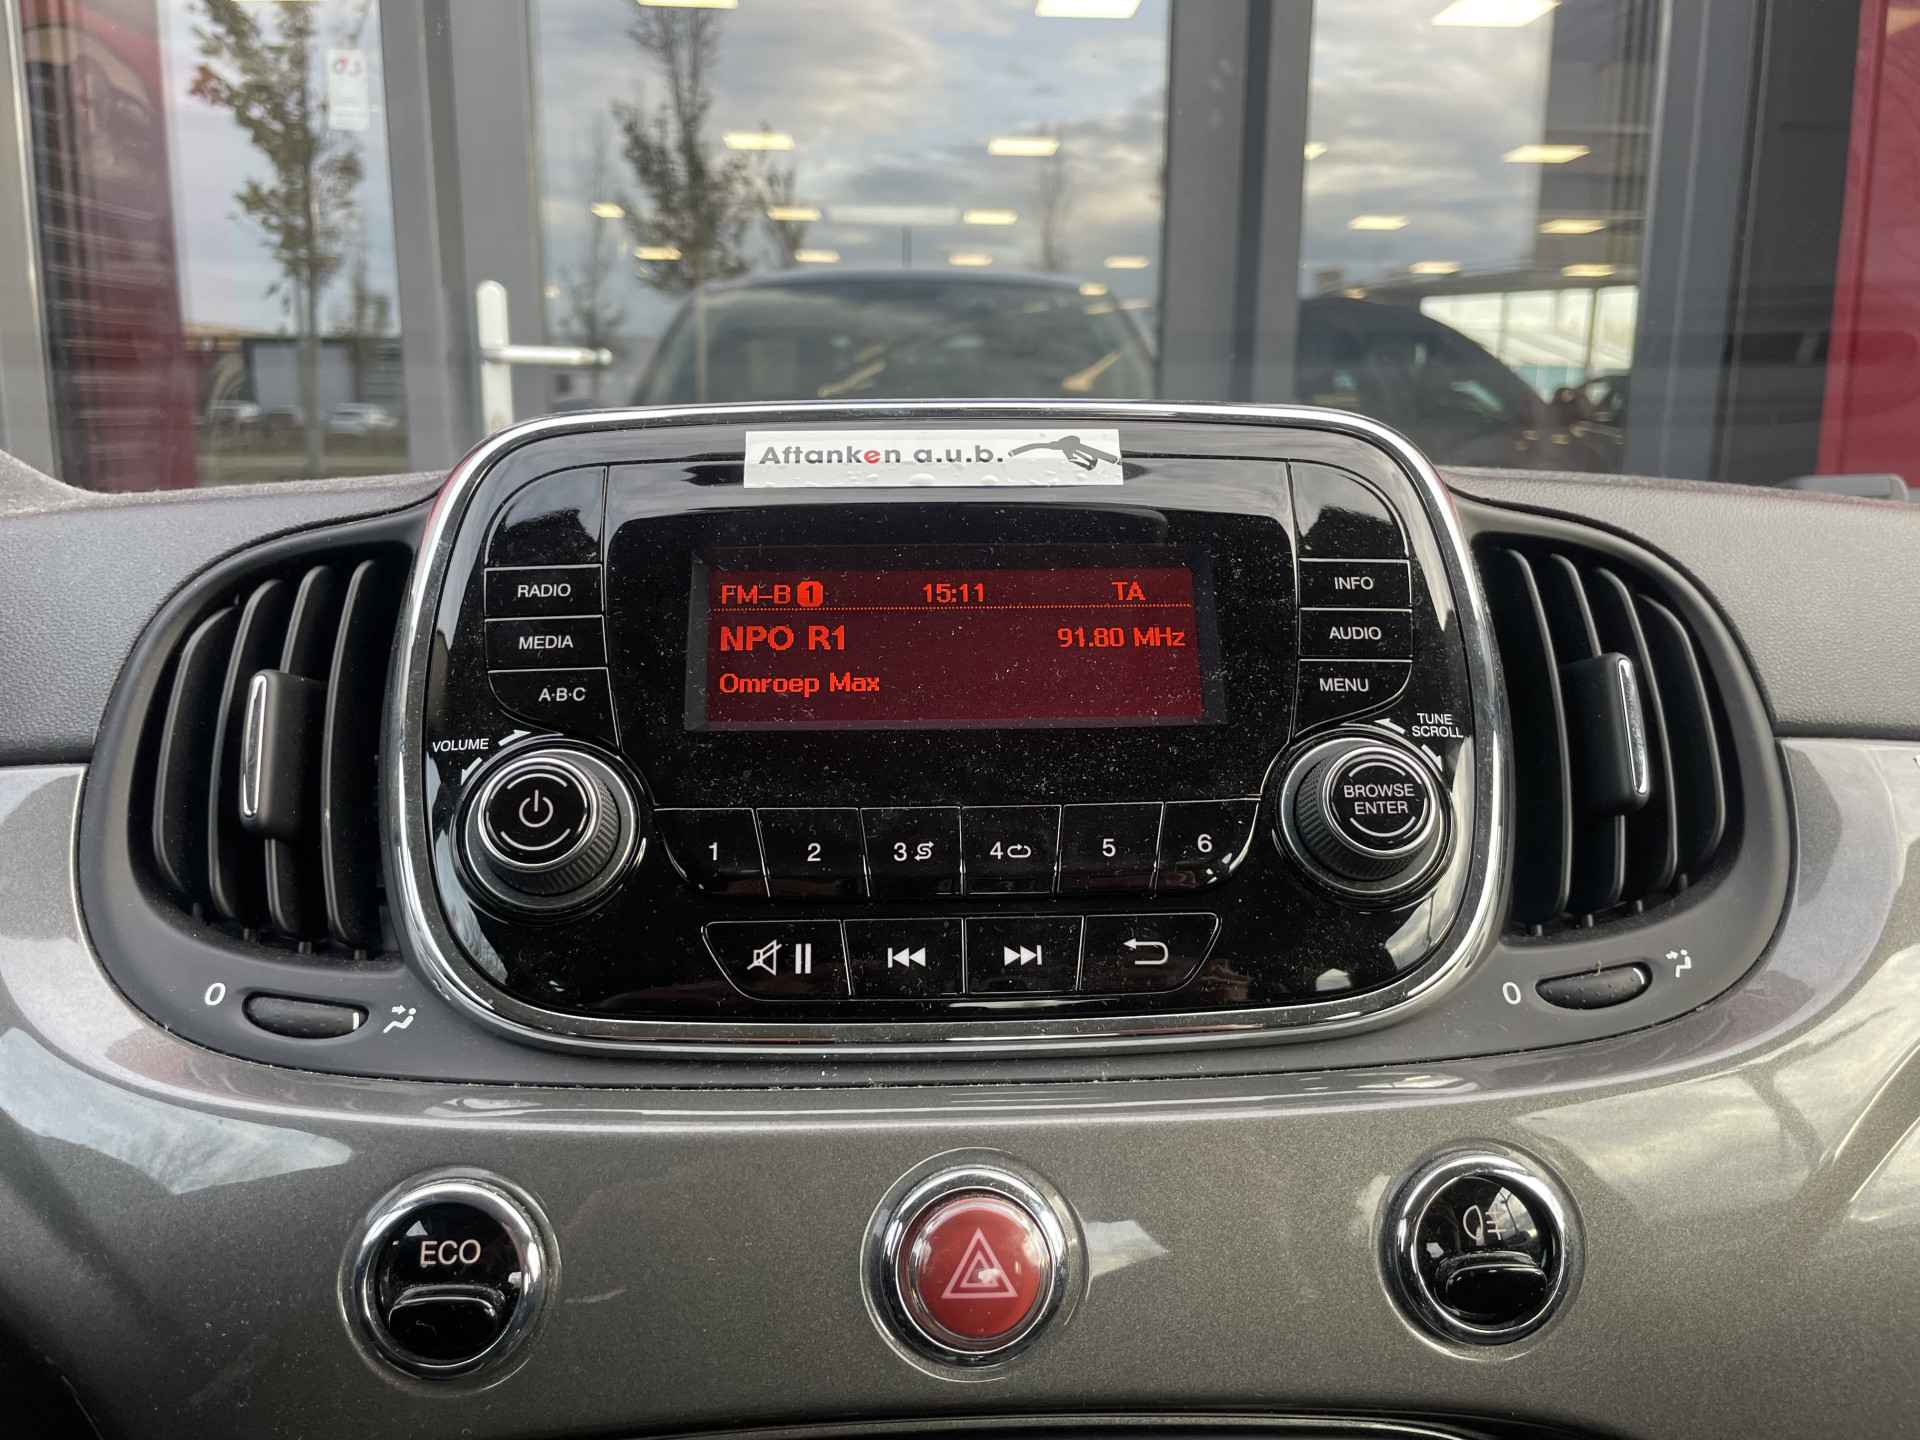 Aftanken a.u.b.
RADIO
MEDIA
A·B·C
FM-B 1 15:11 TA
NPO R1 91.80 MHz
Omroep Max
INFO
AUDIO
MENU
VOLUME
TUNE
SCROLL
BROWSE
ENTER
1 2 3 4 5 6
0
0
ECO